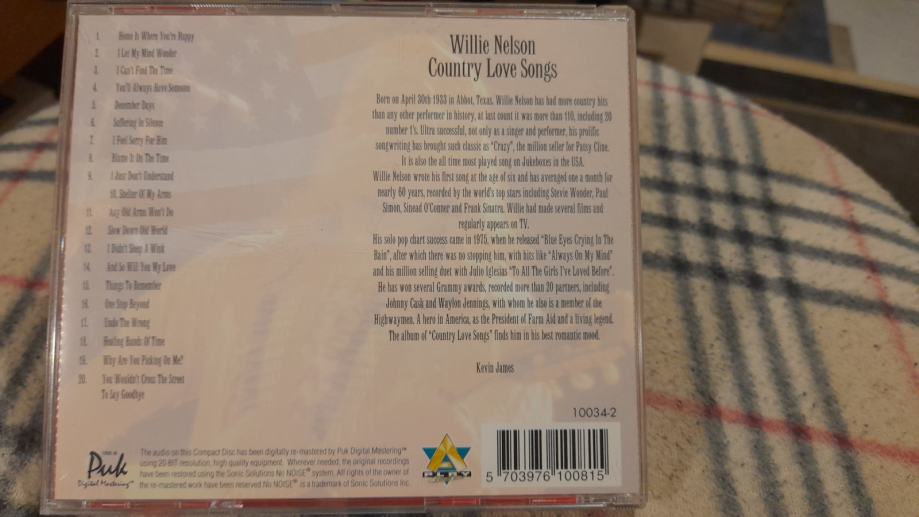 1. Home Is Where You're Happy
2. I Let My Mind Wonder
3. I Can't Find The Time
4. You'll Always Have Someone
5. December Days
6. Suffering In Silence
7. I Feel Sorry For Him
8. Blame It On The Time
9. I Just Don't Understand
10. Shelter Of My Arms
11. Any Old Arms Won't Do
12. Slow Down Old World
13. I Didn't Sleep A Wink
14. And So Will You My Love
15. Things To Remember
16. One Step Beyond
17. Undo The Wrong
18. Healing Hands Of Time
19. Why Are You Picking On Me?
20. You Wouldn't Cross The Street
To Say Goodbye
Willie Nelson
Country Love Songs
Born on April 30th 1933 in Abbot, Texas. Willie Nelson has had more country hits
than any other performer in history, at last count it was more than 110, including 20
number 1's. Ultra successful, not only as a singer and performer, his prolific
songwriting has brought such classic as "Crazy", the million seller for Patsy Cline.
It is also the all time most played song on Jukeboxes in the USA.
Willie Nelson wrote his first song at the age of six and has averaged one a month for
nearly 60 years, recorded by the world's top stars including Stevie Wonder, Paul
Simon, Sinead O'Conner and Frank Sinatra. Willie had made several films and
regularly appears on TV.
His solo pop chart success came in 1975, when he released "Blue Eyes Crying In The
Rain", after which there was no stopping him, with hits like "Always On My Mind"
and his million selling duet with Julio Iglesias "To All The Girls I've Loved Before".
He has won several Grammy awards, recorded more than 20 partners, including
Johnny Cash and Waylon Jennings, with whom he also is a member of the
Highwaymen. A hero in America, as the President of Farm Aid and a living legend.
The album of "Country Love Songs" finds him in his best romantic mood.
Kevin James
10034-2
Puk
Digital Mastering™
The audio on this Compact Disc has been digitally re-mastered by Puk Digital Mastering™
using 20-BIT resolution, high quality equipment. Wherever needed, the original recordings
have been restored using the Sonic Solutions No NOISE® system. All rights of the owner of
the re-mastered work have been reserved.No NOISE® is a trademark of Sonic Solutions Inc.
PLAY
5 703976 100815